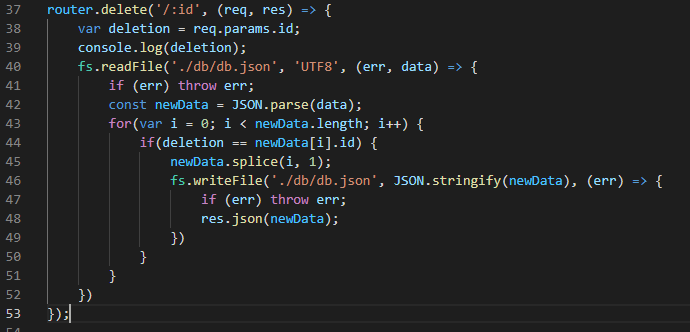 37 router.delete('/:id', (req, res) => {
38     var deletion = req.params.id;
39     console.log(deletion);
40     fs.readFile('./db/db.json', 'UTF8', (err, data) => {
41         if (err) throw err;
42         const newData = JSON.parse(data);
43         for(var i = 0; i < newData.length; i++) {
44             if(deletion == newData[i].id) {
45                 newData.splice(i, 1);
46                 fs.writeFile('./db/db.json', JSON.stringify(newData), (err) => {
47                     if (err) throw err;
48                     res.json(newData);
49                 })
50             }
51         }
52     })
53 });